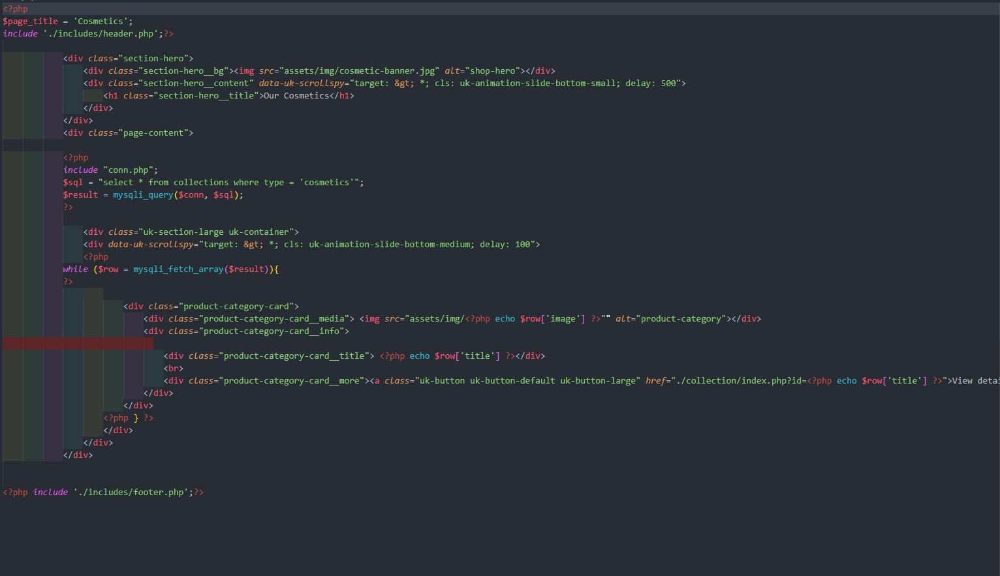 <?php
$page_title = 'Cosmetics';
include './includes/header.php';?>
<div class="section-hero">
<div class="section-hero__bg"><img src="assets/img/cosmetic-banner.jpg" alt="shop-hero"></div>
<div class="section-hero__content" data-uk-scrollspy="target: &gt; *; cls: uk-animation-slide-bottom-small; delay: 500">
<h1 class="section-hero__title">Our Cosmetics</h1>
</div>
</div>
<div class="page-content">
<?php
include "conn.php";
$sql = "select * from collections where type = 'cosmetics'";
$result = mysqli_query($conn, $sql);
?>
<div class="uk-section-large uk-container">
<div data-uk-scrollspy="target: &gt; *; cls: uk-animation-slide-bottom-medium; delay: 100">
<?php
while ($row = mysqli_fetch_array($result)){
?>
<div class="product-category-card">
<div class="product-category-card__media"> <img src="assets/img/<?php echo $row['image'] ?>"" alt="product-category"></div>
<div class="product-category-card__info">
<div class="product-category-card__title"> <?php echo $row['title'] ?></div>
<br>
<div class="product-category-card__more"><a class="uk-button uk-button-default uk-button-large" href="./collection/index.php?id=<?php echo $row['title'] ?>">View detai
</div>
</div>
<?php } ?>
</div>
</div>
</div>
<?php include './includes/footer.php';?>